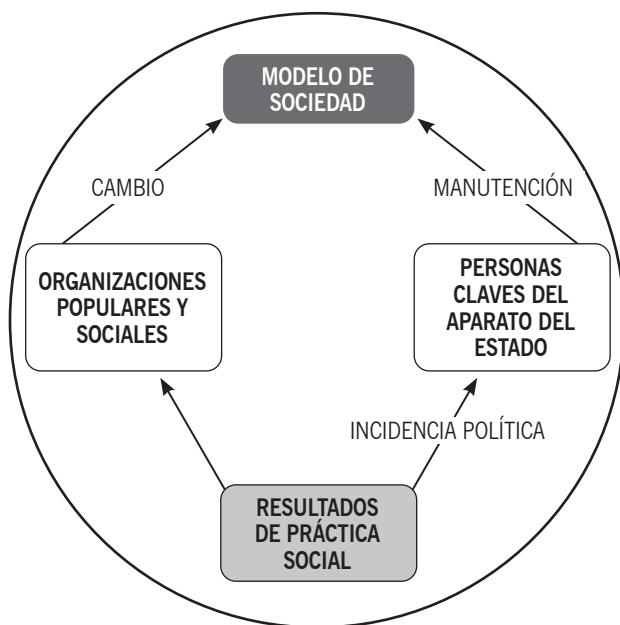 MODELO DE
SOCIEDAD
CAMBIO
MANUTENCIÓN
ORGANIZACIONES
POPULARES Y
SOCIALES
PERSONAS
CLAVES DEL
APARATO DEL
ESTADO
INCIDENCIA POLÍTICA
RESULTADOS
DE PRÁCTICA
SOCIAL